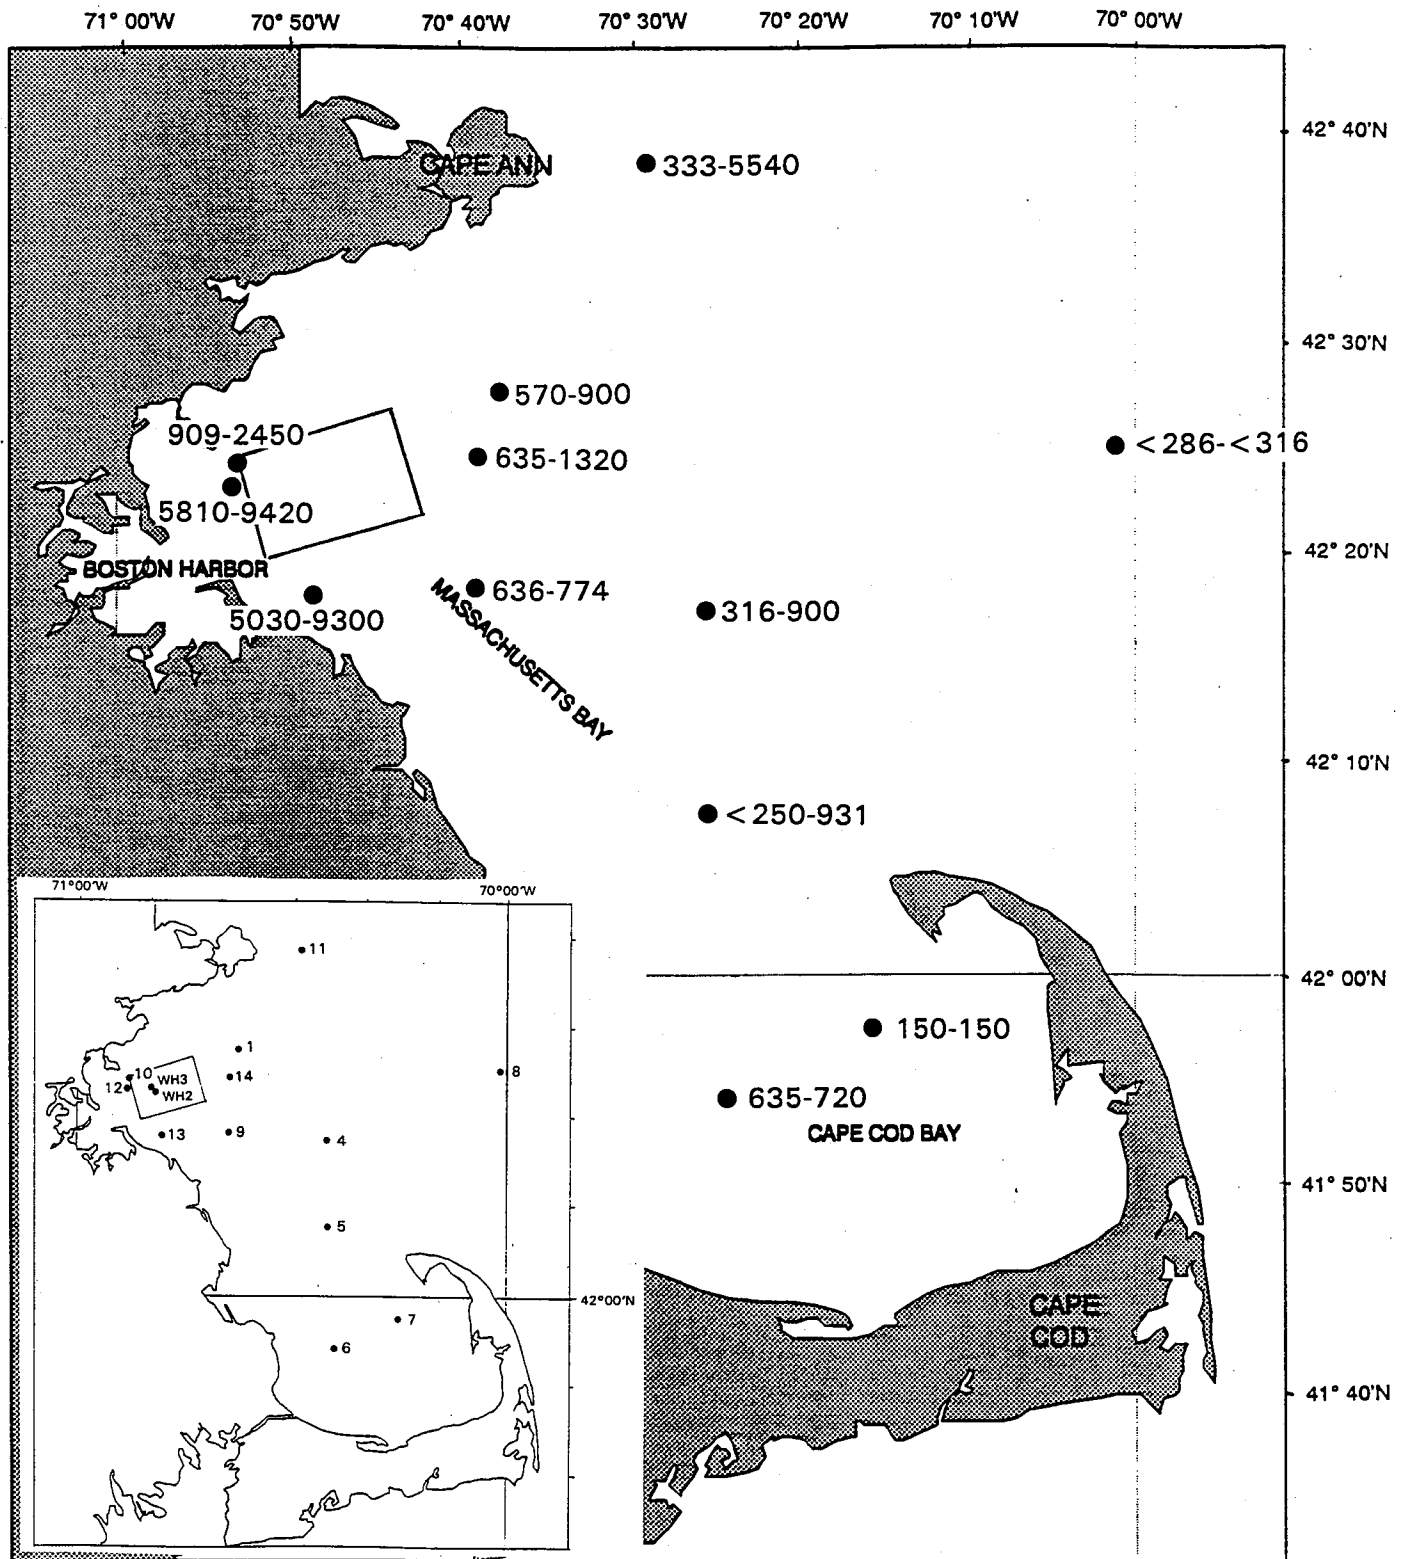 71° 00'W 70° 50'W 70° 40'W 70° 30'W 70° 20'W 70° 10'W 70° 00'W
42° 40'N
CAPE ANN
333-5540
42° 30'N
570-900
909-2450
<286-<316
635-1320
5810-9420
42° 20'N
BOSTON HARBOR
636-774
316-900
5030-9300
MASSACHUSETTS BAY
42° 10'N
<250-931
42° 00'N
150-150
635-720
CAPE COD BAY
41° 50'N
CAPE
COD
41° 40'N
71°00'W 70°00'W
11
1
8
10
WH3
14
12
WH2
13
9
4
5
42°00'N
7
6